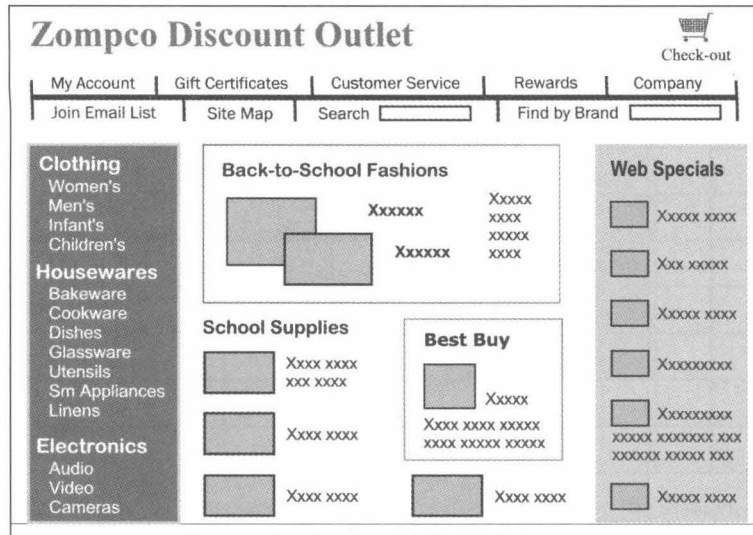 Zompco Discount Outlet
Check-out
My Account
Gift Certificates
Customer Service
Rewards
Company
Join Email List
Site Map
Search
Find by Brand
Clothing
Women's
Men's
Infant's
Children's
Housewares
Bakeware
Cookware
Dishes
Glassware
Utensils
Sm Appliances
Linens
Electronics
Audio
Video
Cameras
Back-to-School Fashions
Xxxxxx
Xxxxxx
Xxxxx
xxxx
xxxxx
xxxx
School Supplies
Xxxx xxxx
xxx xxxx
Xxxx xxxx
Xxxx xxxx
Best Buy
Xxxxx
Xxxx xxxx xxxxx
xxxx xxxxx xxxxx
Xxxx xxxx
Web Specials
Xxxxx xxxx
Xxx xxxxx
Xxxxx xxxx
Xxxxxxxxx
Xxxxxxxxx
xxxxx xxxxxxx xxx
xxxxxx xxxxx xxx
Xxxxx xxxx